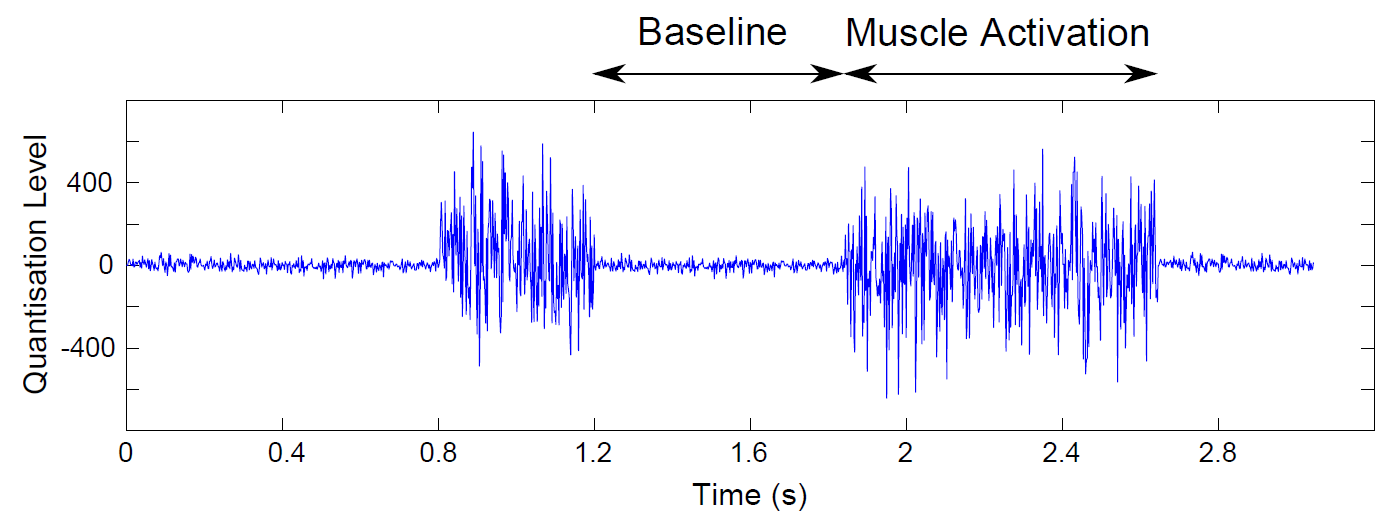 Baseline
Muscle Activation
Quantisation Level
400
0
-400
0
0.4
0.8
1.2
1.6
2
2.4
2.8
Time (s)